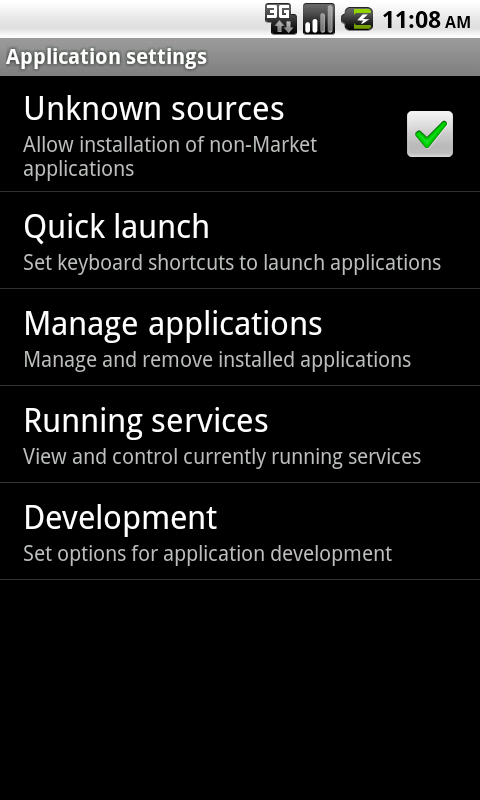 3G 11:08 AM
Application settings
Unknown sources
Allow installation of non-Market
applications
Quick launch
Set keyboard shortcuts to launch applications
Manage applications
Manage and remove installed applications
Running services
View and control currently running services
Development
Set options for application development